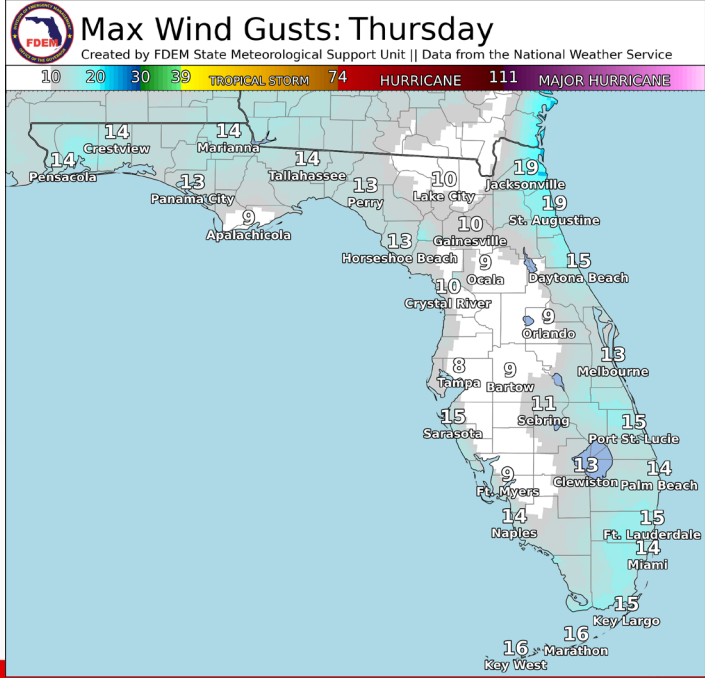 Max Wind Gusts: Thursday
FDEM
Created by FDEM State Meteorological Support Unit || Data from the National Weather Service
10 20 30 39 TROPICAL STORM 74 HURRICANE 111 MAJOR HURRICANE
14
Crestview
14
Marianna
14
Pensacola
14
Tallahassee
13
Panama City
13
Perry
10
Lake City
19
Jacksonville
19
St. Augustine
9
Apalachicola
10
Gainesville
13
Horseshoe Beach
9
Ocala
15
Daytona Beach
10
Crystal River
9
Orlando
13
Melbourne
8
Tampa
9
Bartow
11
Sebring
15
Sarasota
15
Port St. Lucie
13
Clewiston
14
Palm Beach
9
Ft. Myers
14
Naples
15
Ft. Lauderdale
14
Miami
15
Key Largo
16
Marathon
16
Key West